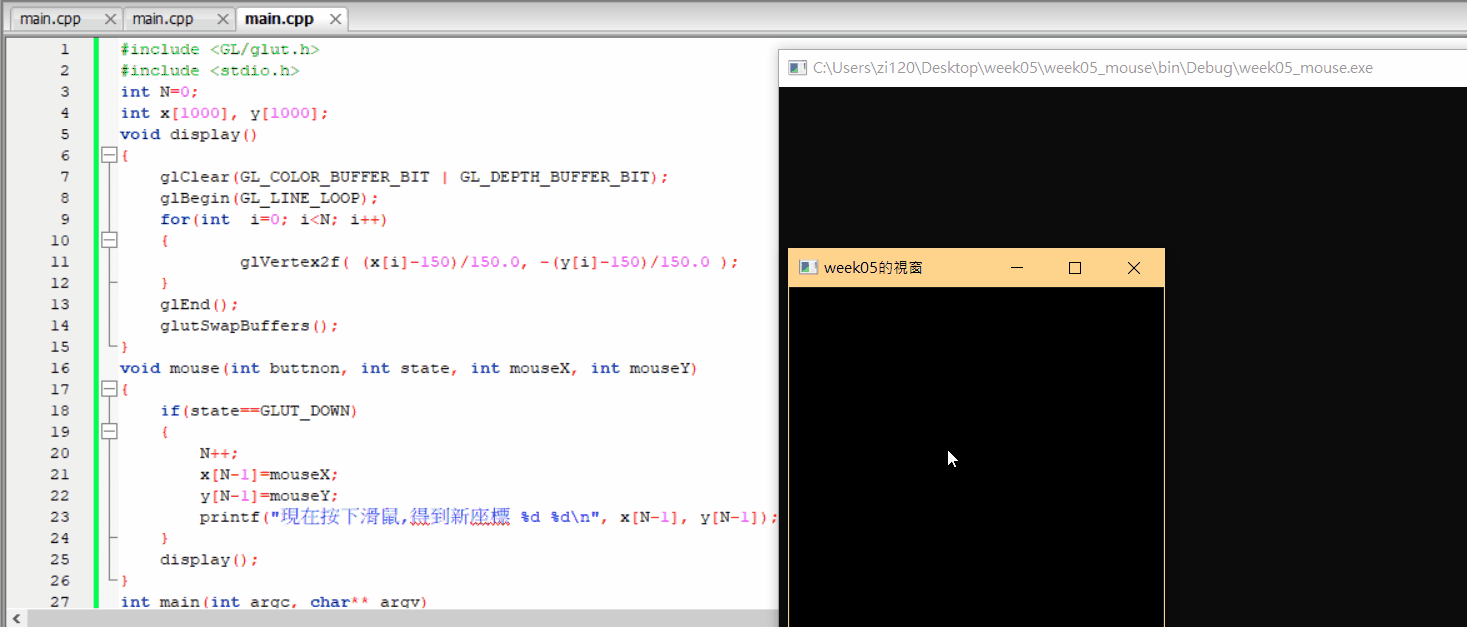 main.cpp main.cpp main.cpp
1 #include <GL/glut.h>
2 #include <stdio.h>
3 int N=0;
4 int x[1000], y[1000];
5 void display()
6 {
7 glClear(GL_COLOR_BUFFER_BIT | GL_DEPTH_BUFFER_BIT);
8 glBegin(GL_LINE_LOOP);
9 for(int  i=0; i<N; i++)
10 {
11 glVertex2f( (x[i]-150)/150.0, -(y[i]-150)/150.0 );
12 }
13 glEnd();
14 glutSwapBuffers();
15 }
16 void mouse(int buttnon, int state, int mouseX, int mouseY)
17 {
18 if(state==GLUT_DOWN)
19 {
20 N++;
21 x[N-1]=mouseX;
22 y[N-1]=mouseY;
23 printf("現在按下滑鼠,得到新座標 %d %d\n", x[N-1], y[N-1]);
24 }
25 display();
26 }
27 int main(int argc, char** argv)
C:\Users\zi120\Desktop\week05\week05_mouse\bin\Debug\week05_mouse.exe
week05的視窗